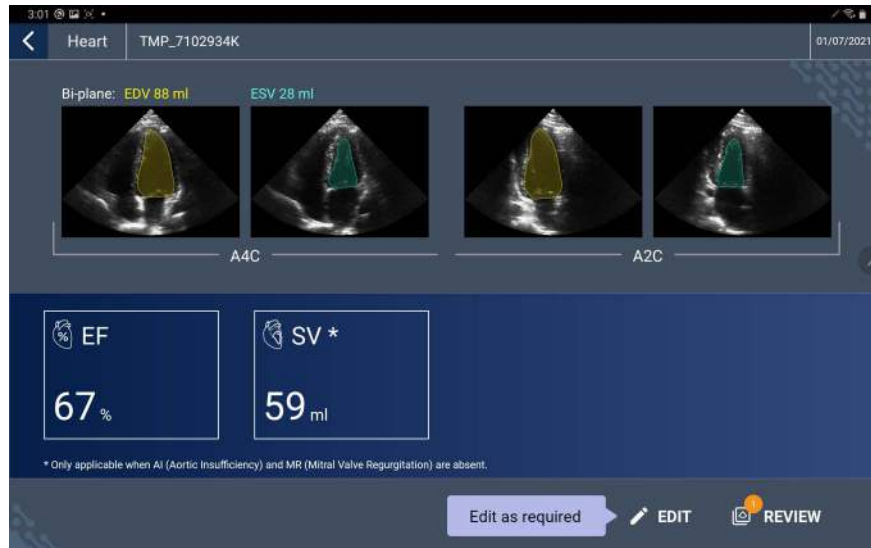 3:01
Heart TMP_7102934K 01/07/2021
Bi-plane: EDV 88 ml ESV 28 ml
A4C A2C
% EF SV *
67 % 59 ml
* Only applicable when AI (Aortic Insufficiency) and MR (Mitral Valve Regurgitation) are absent.
Edit as required EDIT 1 REVIEW